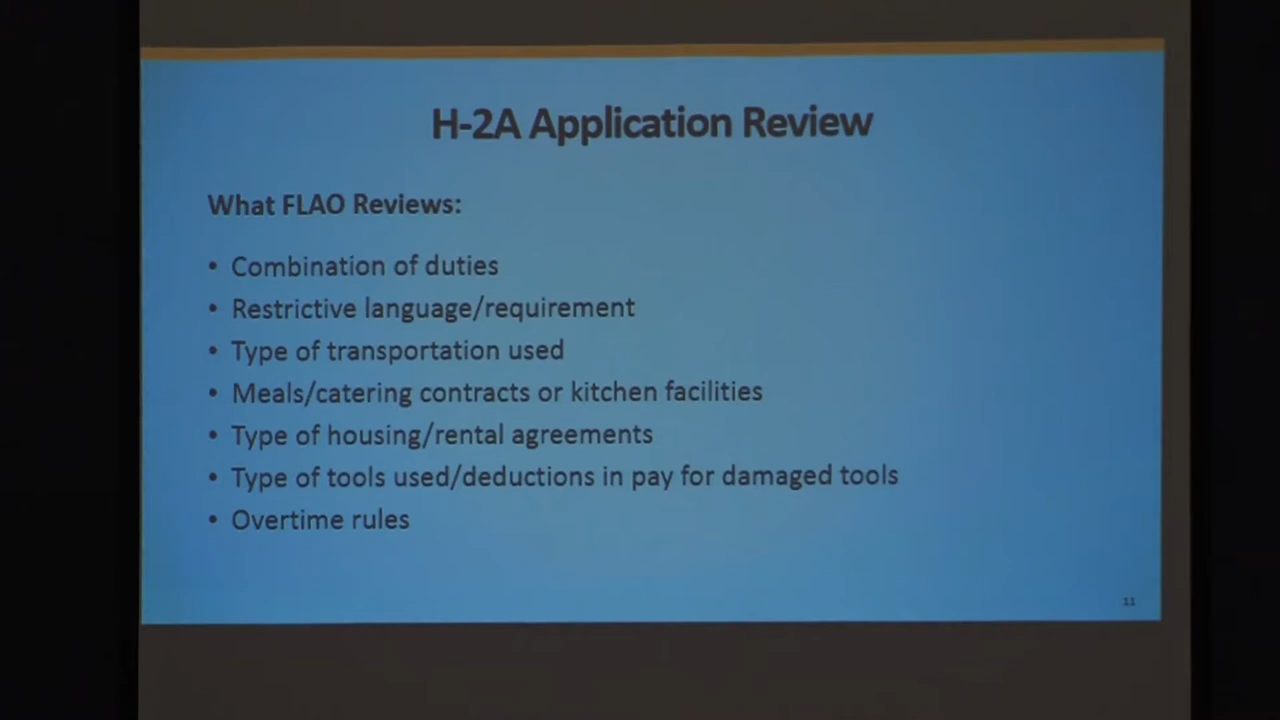 H-2A Application Review
What FLAO Reviews:
• Combination of duties
• Restrictive language/requirement
• Type of transportation used
• Meals/catering contracts or kitchen facilities
• Type of housing/rental agreements
• Type of tools used/deductions in pay for damaged tools
• Overtime rules
11